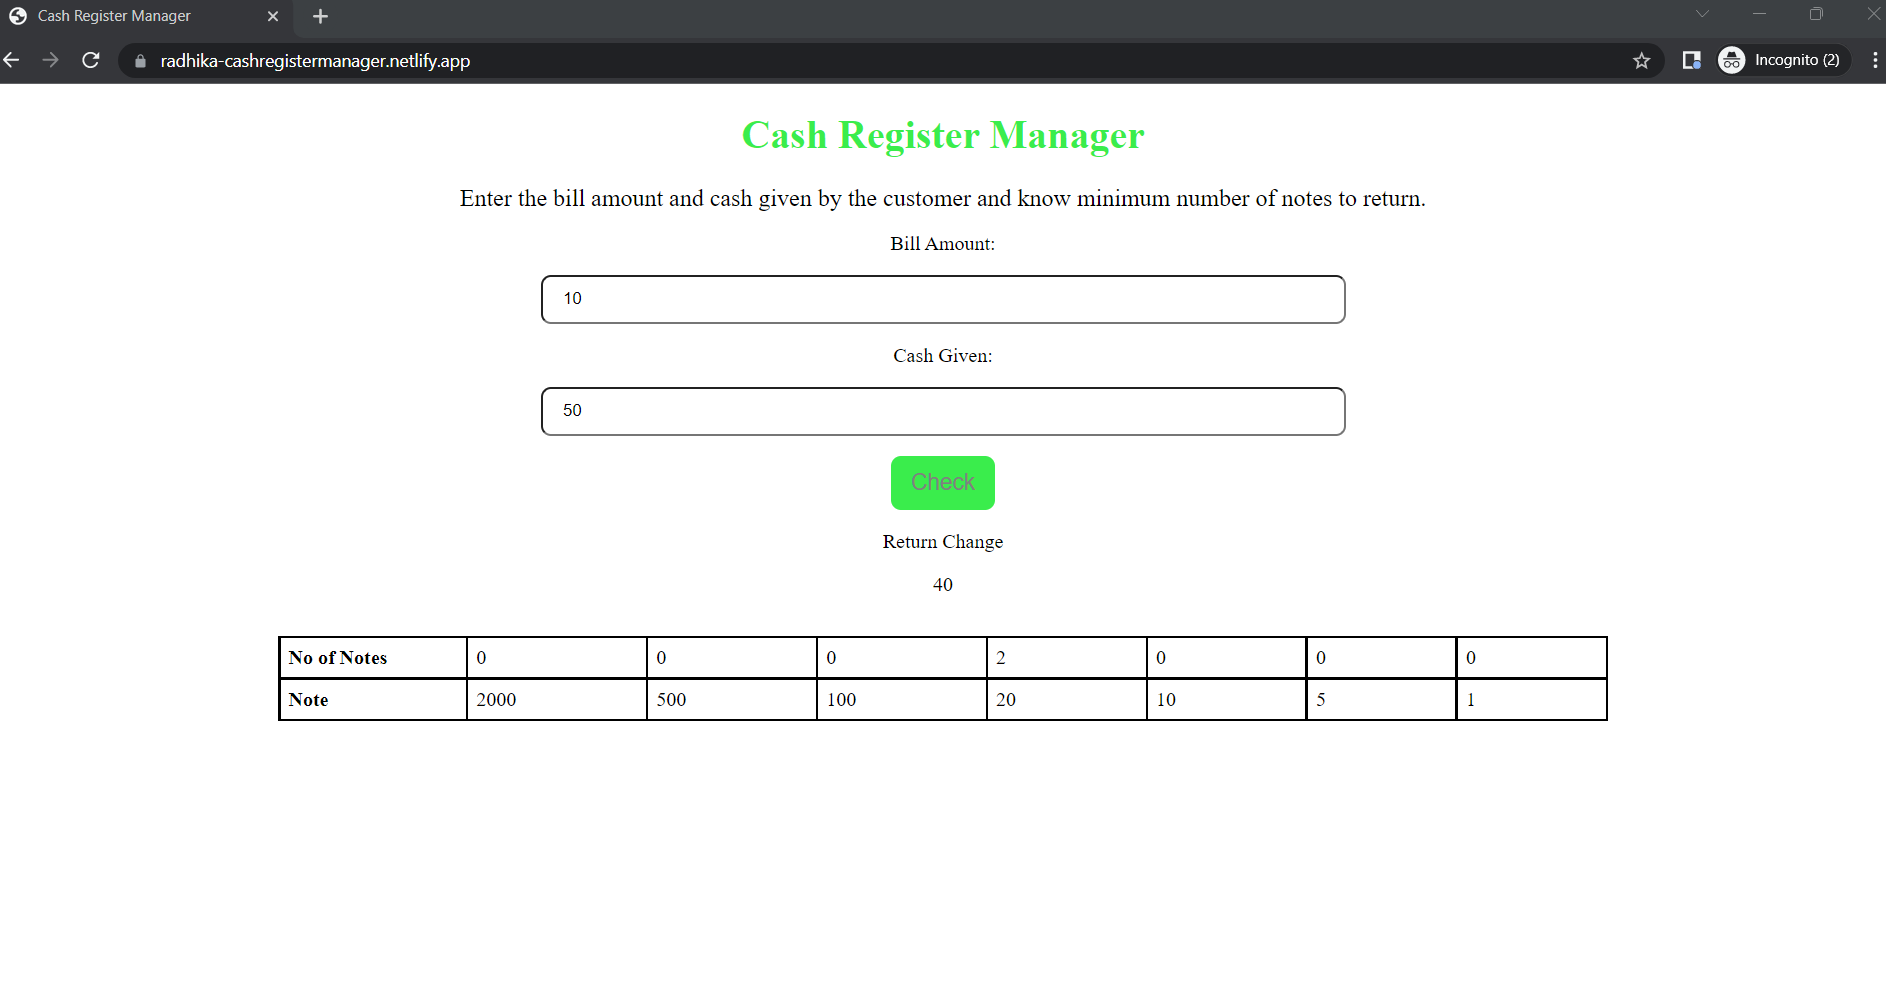 Cash Register Manager
radhika-cashregistermanager.netlify.app
Incognito (2)
Cash Register Manager
Enter the bill amount and cash given by the customer and know minimum number of notes to return.
Bill Amount:
10
Cash Given:
50
Check
Return Change
40
No of Notes 0 0 0 2 0 0 0
Note 2000 500 100 20 10 5 1